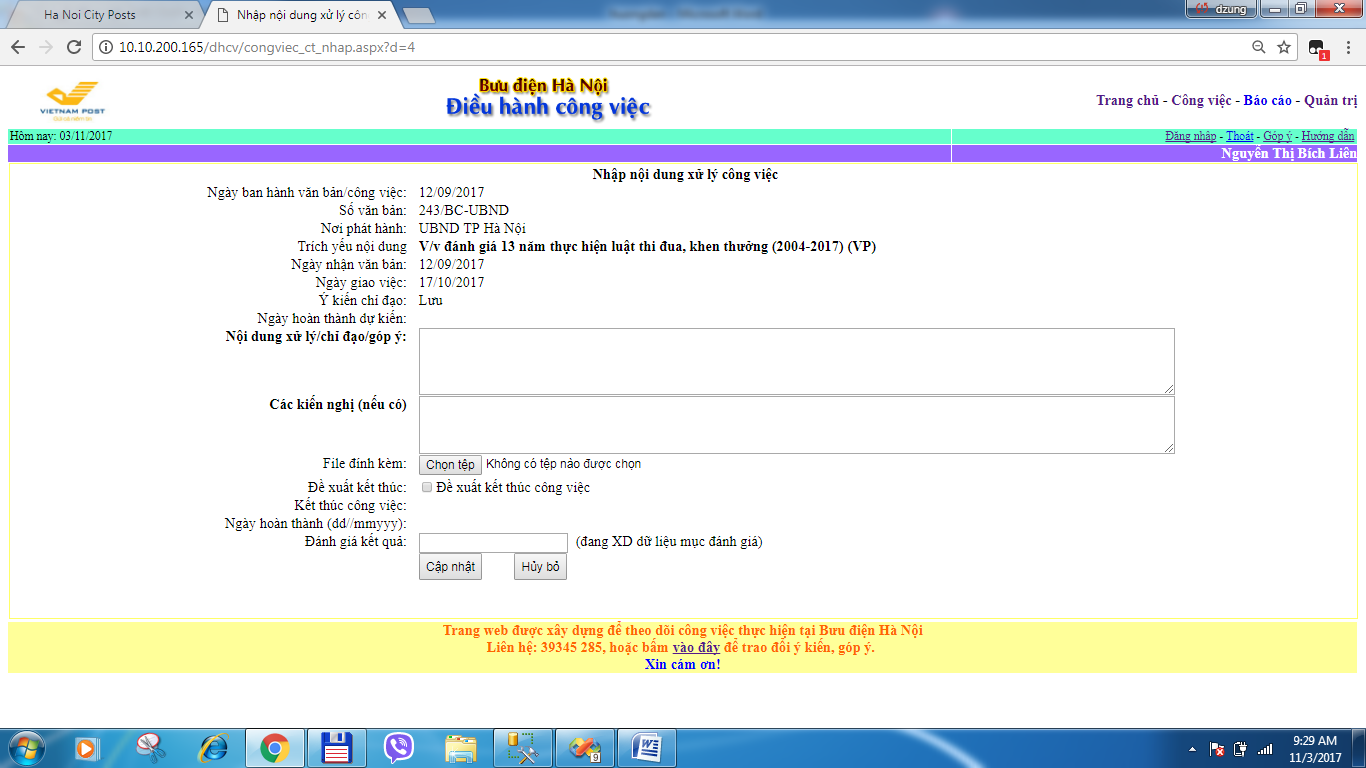 Ha Noi City Posts
Nhập nội dung xử lý côn
dzung
10.10.200.165/dhcv/congviec_ct_nhap.aspx?d=4
1
VIETNAM POST
Bưu điện Hà Nội
Điều hành công việc
Trang chủ - Công việc - Báo cáo - Quản trị
Hôm nay: 03/11/2017
Đăng nhập - Thoát - Góp ý - Hướng dẫn
Nguyễn Thị Bích Liên
Nhập nội dung xử lý công việc
Ngày ban hành văn bản/công việc: 12/09/2017
Số văn bản: 243/BC-UBND
Nơi phát hành: UBND TP Hà Nội
Trích yếu nội dung V/v đánh giá 13 năm thực hiện luật thi đua, khen thưởng (2004-2017) (VP)
Ngày nhận văn bản: 12/09/2017
Ngày giao việc: 17/10/2017
Ý kiến chỉ đạo: Lưu
Ngày hoàn thành dự kiến:
Nội dung xử lý/chỉ đạo/góp ý:
Các kiến nghị (nếu có)
File đính kèm: Chọn tệp Không có tệp nào được chọn
Đề xuất kết thúc: Đề xuất kết thúc công việc
Kết thúc công việc:
Ngày hoàn thành (dd//mmyyy):
Đánh giá kết quả: (đang XD dữ liệu mục đánh giá)
Cập nhật Hủy bỏ
Trang web được xây dựng để theo dõi công việc thực hiện tại Bưu điện Hà Nội
Liên hệ: 39345 285, hoặc bấm vào đây để trao đổi ý kiến, góp ý.
Xin cám ơn!
9
9:29 AM
11/3/2017